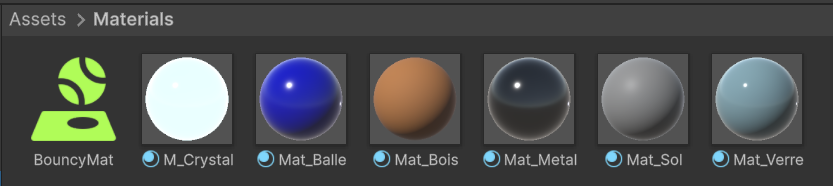 Assets > Materials
BouncyMat
M_Crystal
Mat_Balle
Mat_Bois
Mat_Metal
Mat_Sol
Mat_Verre